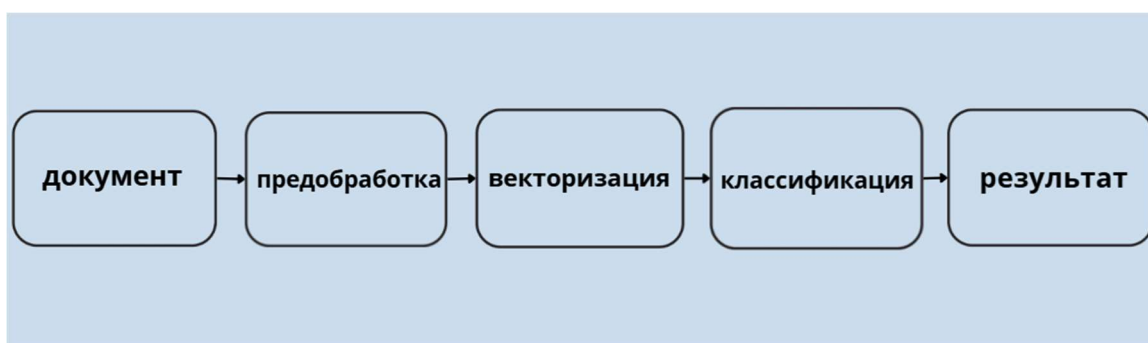 документ
предобработка
векторизация
классификация
результат